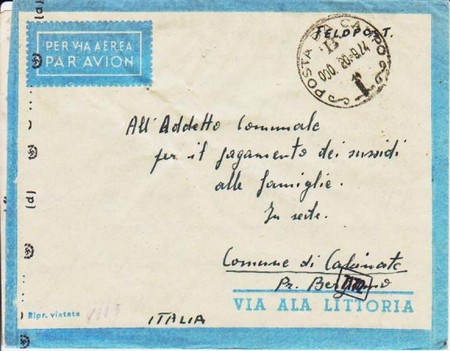 (d)
PER VIA AEREA
PAR AVION
FELDPOST.
POSTA DA CAMPO
All'Addetto Comunale
per il pagamento dei sussidi
alle famiglie.
In sede.
(d)
Comune di Calcinate
Pr. Bergamo
VIA ALA LITTORIA
Ripr. vietata
ITALIA